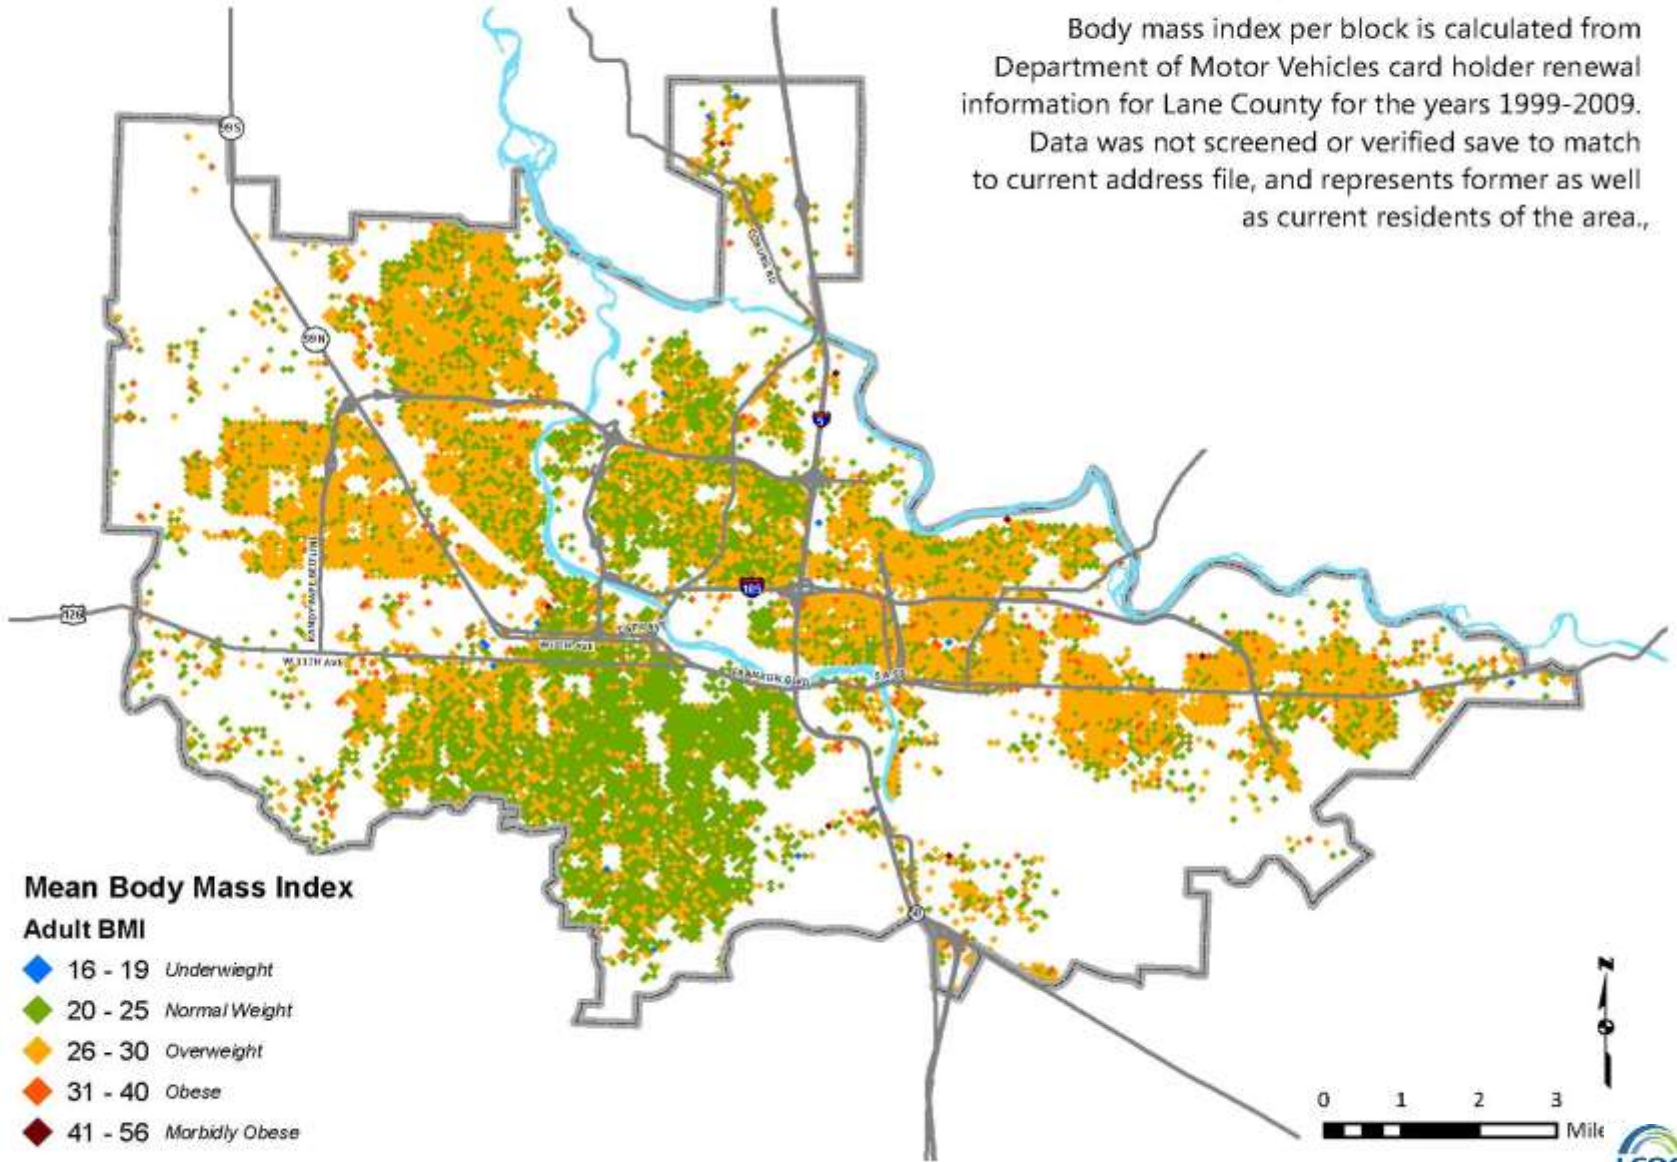 Body mass index per block is calculated from
Department of Motor Vehicles card holder renewal
information for Lane County for the years 1999-2009.
Data was not screened or verified save to match
to current address file, and represents former as well
as current residents of the area.,
99S
COBURG RD
99N
5
105
126
W 11TH AVE
FRANKLIN BLVD
Mean Body Mass Index
Adult BMI
16 - 19 Underwieght
20 - 25 Normal Weight
26 - 30 Overweight
31 - 40 Obese
41 - 56 Morbidly Obese
N
0 1 2 3
Mile